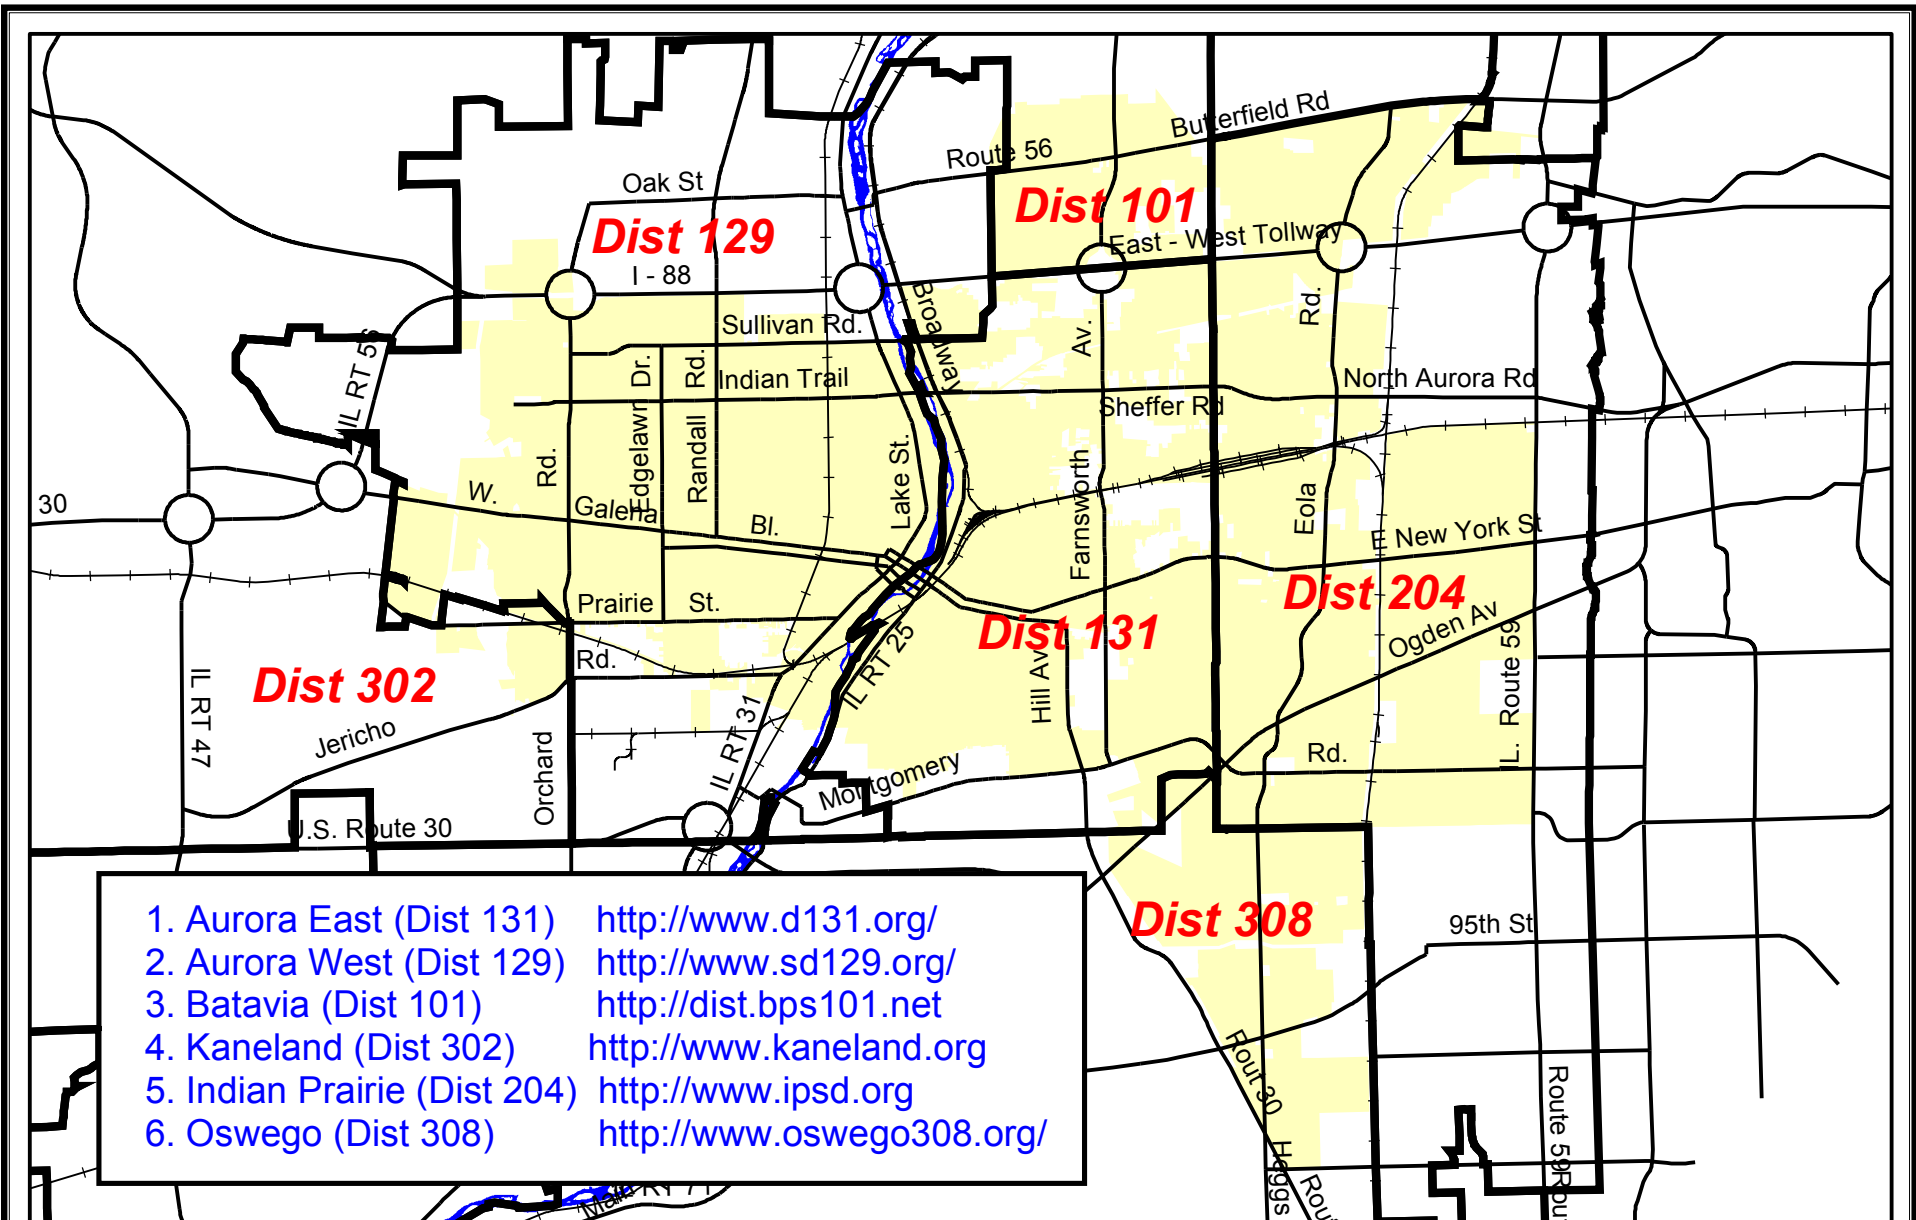 Butterfield Rd
Route 56
Oak St
Dist 101
Dist 129
East - West Tollway
I - 88
Broadway
Rd.
Sullivan Rd.
Av.
IL RT 56
Dr.
Rd.
Indian Trail
North Aurora Rd
Sheffer Rd
Edgelawn
Randall
Lake St.
Rd.
Farnsworth
W.
Galena
Bl.
30
Eola
E New York St
Dist 204
Prairie
St.
Dist 131
Ogden Av
IL RT 25
Rd.
Hill Av
IL. Route 59
Dist 302
IL RT 47
Jericho
IL RT 31
Orchard
Montgomery
Rd.
U.S. Route 30
Dist 308
95th St
1. Aurora East (Dist 131) http://www.d131.org/
2. Aurora West (Dist 129) http://www.sd129.org/
3. Batavia (Dist 101) http://dist.bps101.net
4. Kaneland (Dist 302) http://www.kaneland.org
5. Indian Prairie (Dist 204) http://www.ipsd.org
6. Oswego (Dist 308) http://www.oswego308.org/
Rout 30
Route 59
Heggs